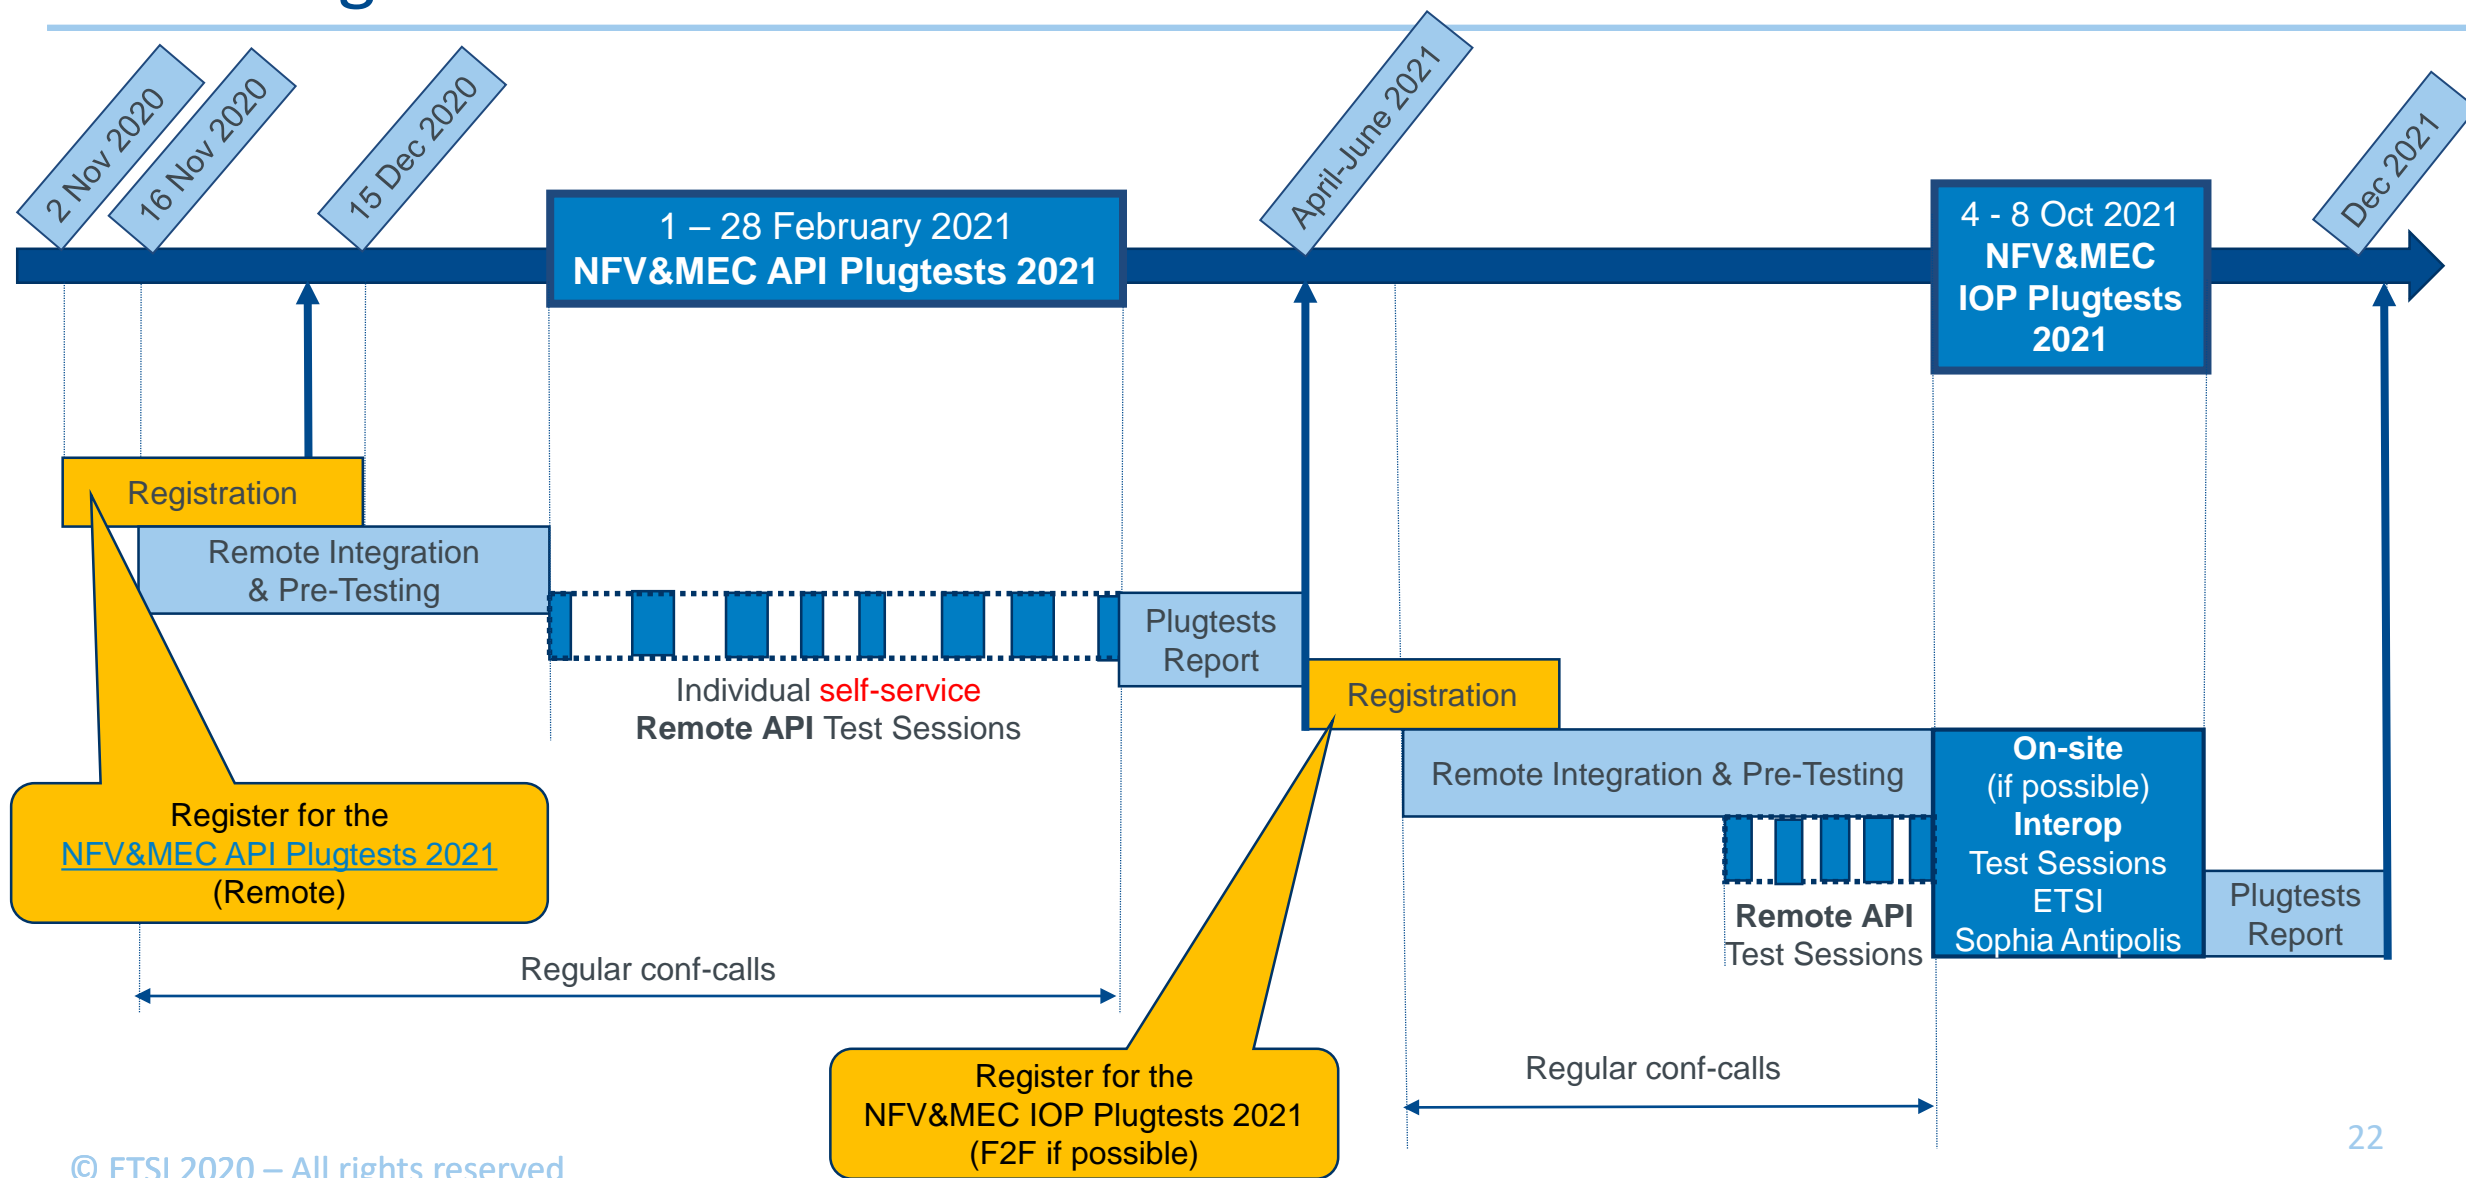 2 Nov 2020
16 Nov 2020
15 Dec 2020
April-June 2021
Dec 2021
1 – 28 February 2021
NFV&MEC API Plugtests 2021
4 - 8 Oct 2021
NFV&MEC
IOP Plugtests
2021
Registration
Remote Integration
& Pre-Testing
Individual self-service
Remote API Test Sessions
Plugtests
Report
Registration
Remote Integration & Pre-Testing
Remote API
Test Sessions
On-site
(if possible)
Interop
Test Sessions
ETSI
Sophia Antipolis
Plugtests
Report
Register for the
NFV&MEC API Plugtests 2021
(Remote)
Regular conf-calls
Register for the
NFV&MEC IOP Plugtests 2021
(F2F if possible)
Regular conf-calls
© ETSI 2020 – All rights reserved
22